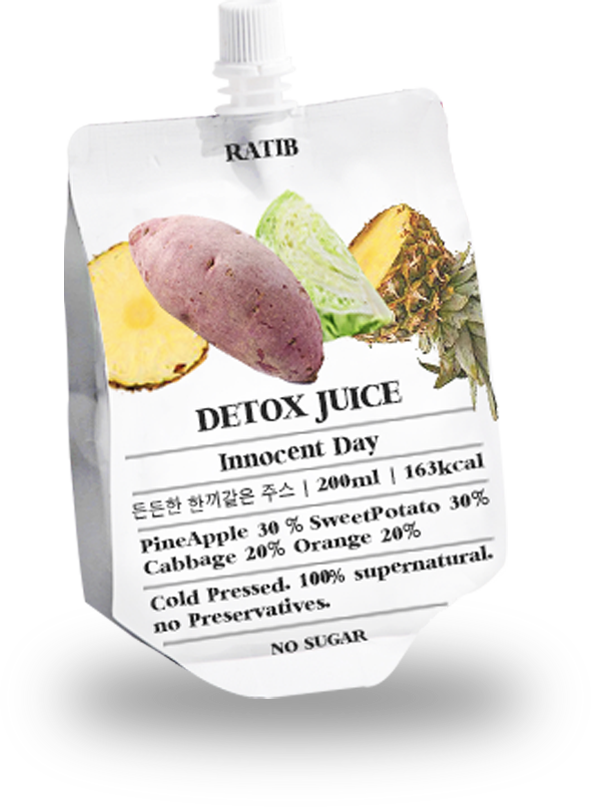 RATIB
DETOX JUICE
Innocent Day
든든한 한끼같은 주스 | 200ml | 163kcal
PineApple 30 % SweetPotato 30%
Cabbage 20% Orange 20%
Cold Pressed. 100% supernatural.
no Preservatives.
NO SUGAR